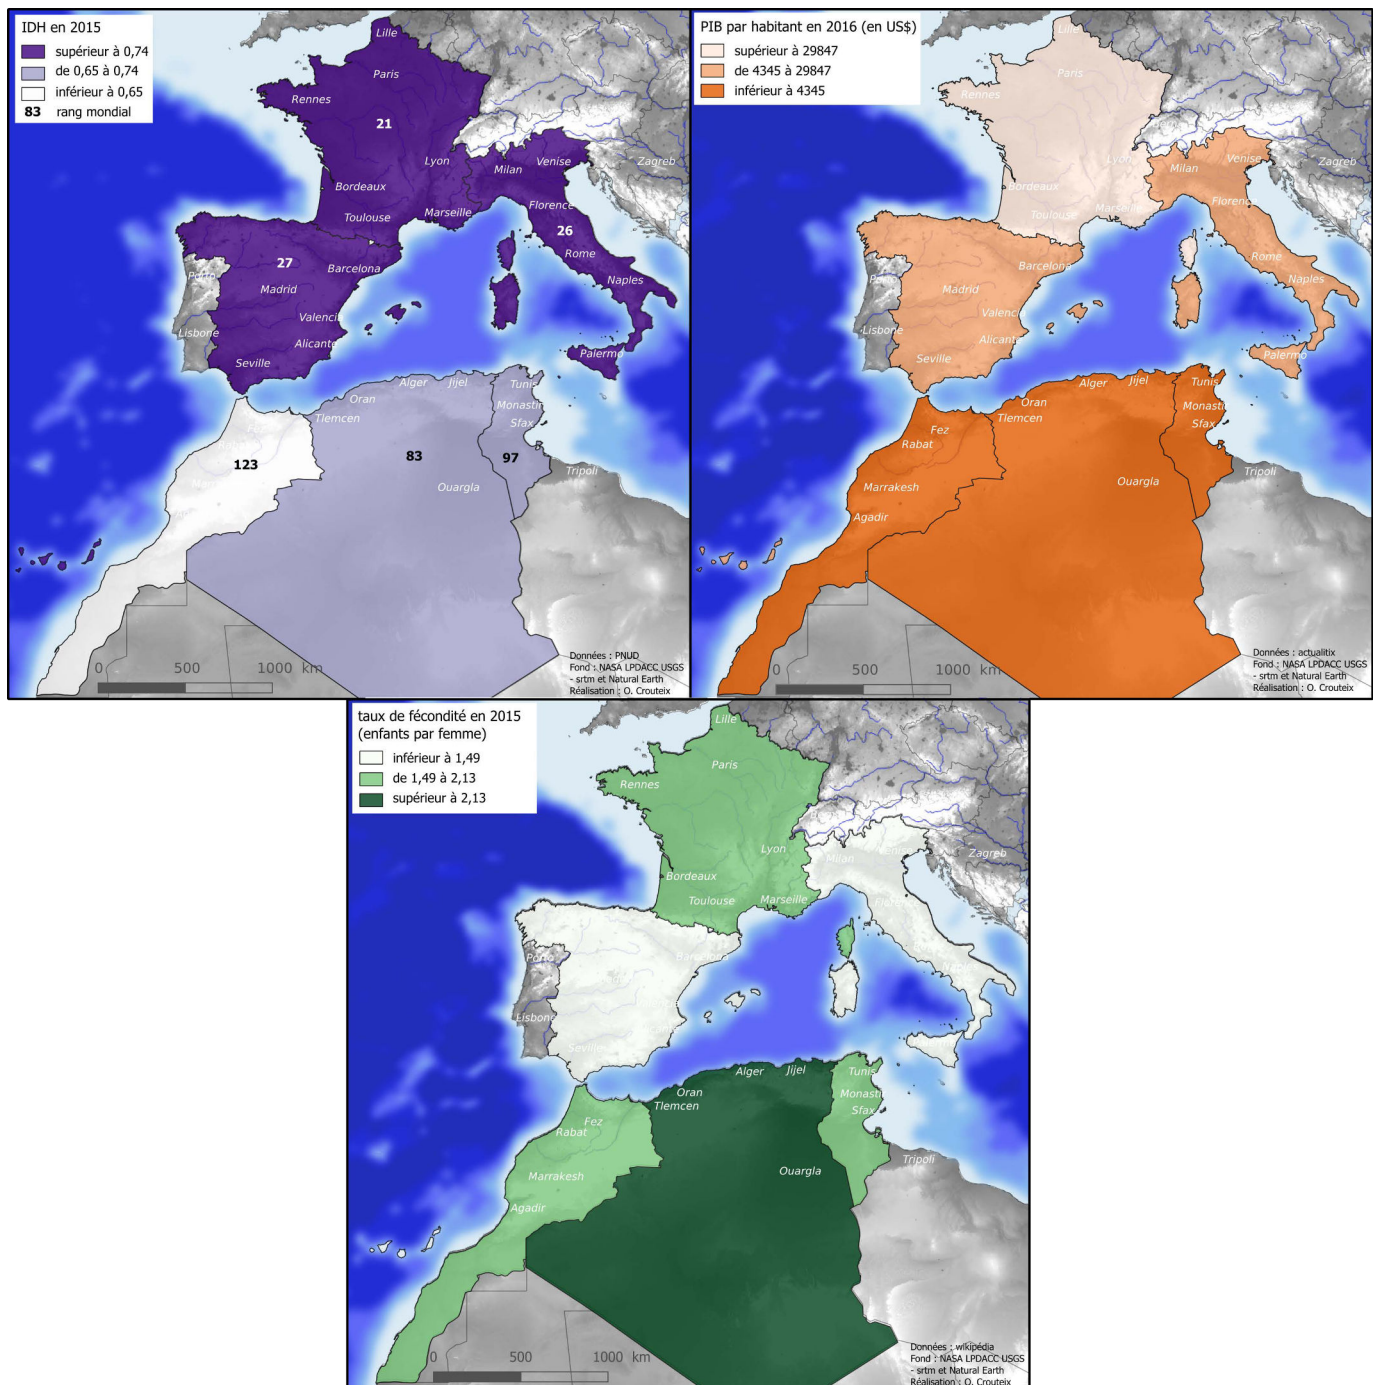 IDH en 2015
supérieur à 0,74
de 0,65 à 0,74
inférieur à 0,65
83 rang mondial
Lille
Paris
Rennes
21
Lyon
Venise
Milan
Zagreb
Bordeaux
Florence
Toulouse
Marseille
26
Rome
27
Barcelona
Porto
Naples
Madrid
Valencia
Lisbone
Alicante
Palermo
Seville
Alger
Jijel
Tunis
Oran
Monastir
Tlemcen
Sfax
Fez
123
83
97
Tripoli
Ouargla
0 500 1000 km
Données : PNUD
Fond : NASA LPDACC USGS
- srtm et Natural Earth
Réalisation : O. Crouteix
PIB par habitant en 2016 (en US$)
supérieur à 29847
de 4345 à 29847
inférieur à 4345
Lille
Paris
Rennes
Lyon
Venise
Milan
Zagreb
Bordeaux
Florence
Toulouse
Marseille
Rome
Barcelona
Porto
Naples
Madrid
Valencia
Lisbone
Alicante
Palermo
Seville
Alger
Jijel
Tunis
Oran
Monastir
Tlemcen
Sfax
Fez
Rabat
Tripoli
Marrakesh
Ouargla
Agadir
Données : actualitix
Fond : NASA LPDACC USGS
- srtm et Natural Earth
Réalisation : O. Crouteix
0 500 1000 km
taux de fécondité en 2015
(enfants par femme)
inférieur à 1,49
de 1,49 à 2,13
supérieur à 2,13
Lille
Paris
Rennes
Lyon
Milan
Zagreb
Bordeaux
Toulouse
Marseille
Barcelona
Porto
Lisbone
Seville
Alger
Jijel
Tunis
Oran
Monastir
Tlemcen
Sfax
Fez
Rabat
Tripoli
Marrakesh
Ouargla
Agadir
0 500 1000 km
Données : wikipédia
Fond : NASA LPDACC USGS
- srtm et Natural Earth
Réalisation : O. Crouteix